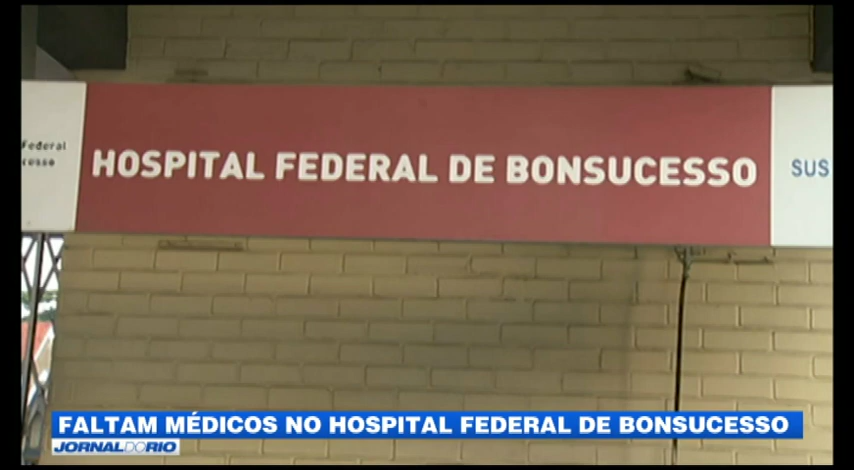 Federal
HOSPITAL FEDERAL DE BONSUCESSO
SUS
FALTAM MÉDICOS NO HOSPITAL FEDERAL DE BONSUCESSO
JORNAL DO RIO